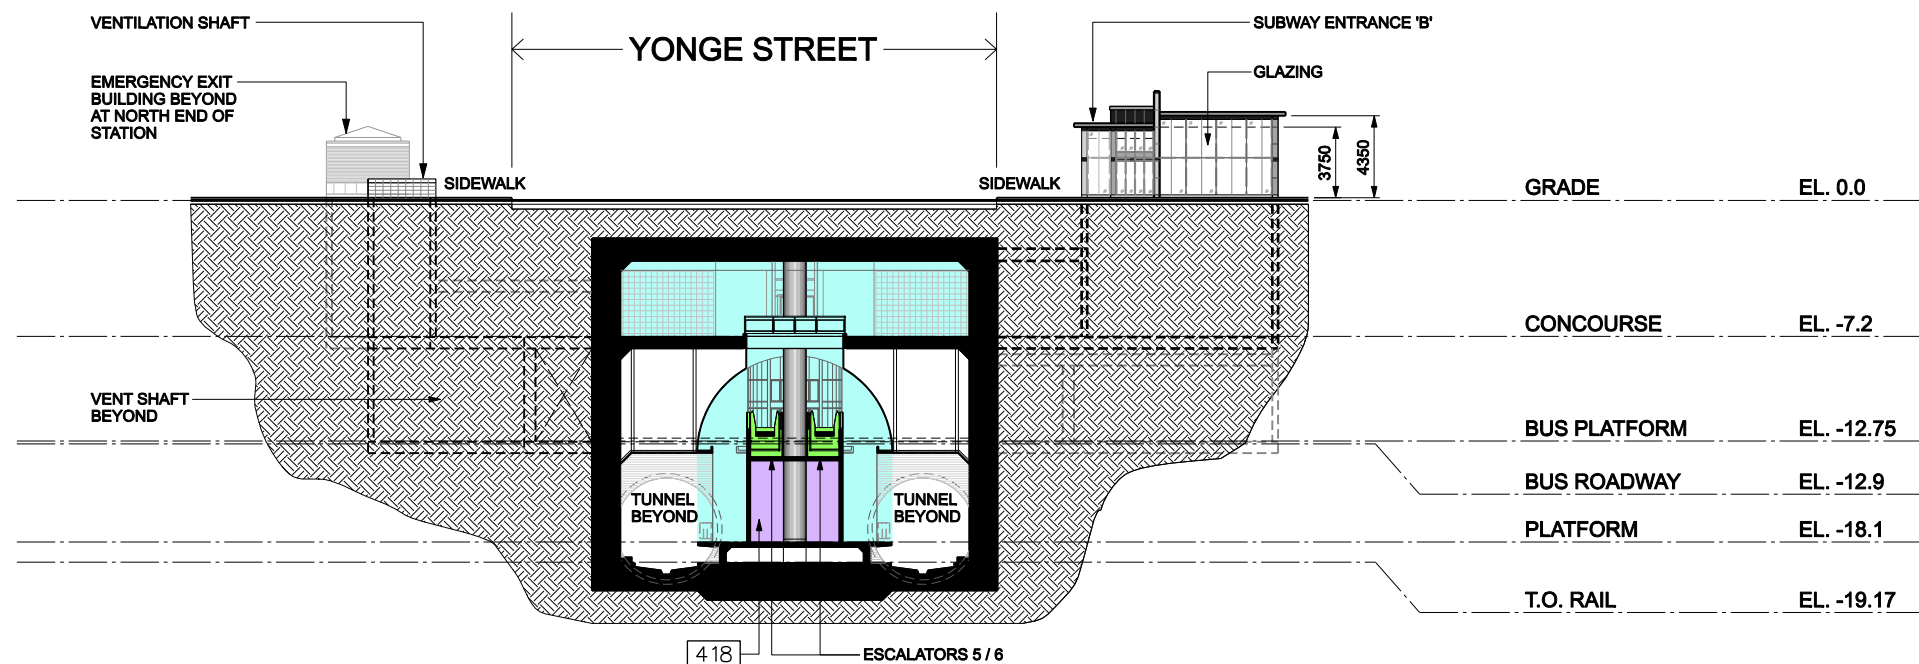 VENTILATION SHAFT
SUBWAY ENTRANCE 'B'
YONGE STREET
GLAZING
EMERGENCY EXIT
BUILDING BEYOND
AT NORTH END OF
STATION
3750
4350
SIDEWALK
SIDEWALK
GRADE EL. 0.0
CONCOURSE EL. -7.2
VENT SHAFT
BEYOND
BUS PLATFORM EL. -12.75
BUS ROADWAY EL. -12.9
TUNNEL
BEYOND
TUNNEL
BEYOND
PLATFORM EL. -18.1
T.O. RAIL EL. -19.17
418
ESCALATORS 5 / 6